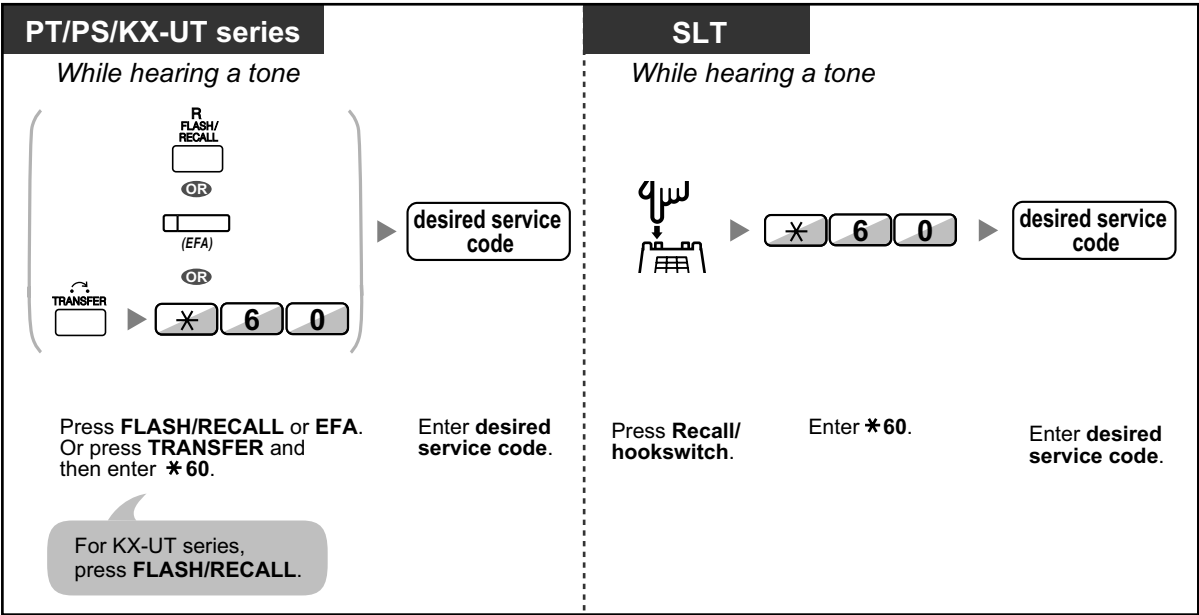 PT/PS/KX-UT series
While hearing a tone
R
FLASH/
RECALL
OR
(EFA)
OR
TRANSFER
* 6 0
desired service
code
Press FLASH/RECALL or EFA.
Or press TRANSFER and
then enter *60.
Enter desired
service code.
For KX-UT series,
press FLASH/RECALL.
SLT
While hearing a tone
* 6 0
desired service
code
Press Recall/
hookswitch.
Enter *60.
Enter desired
service code.